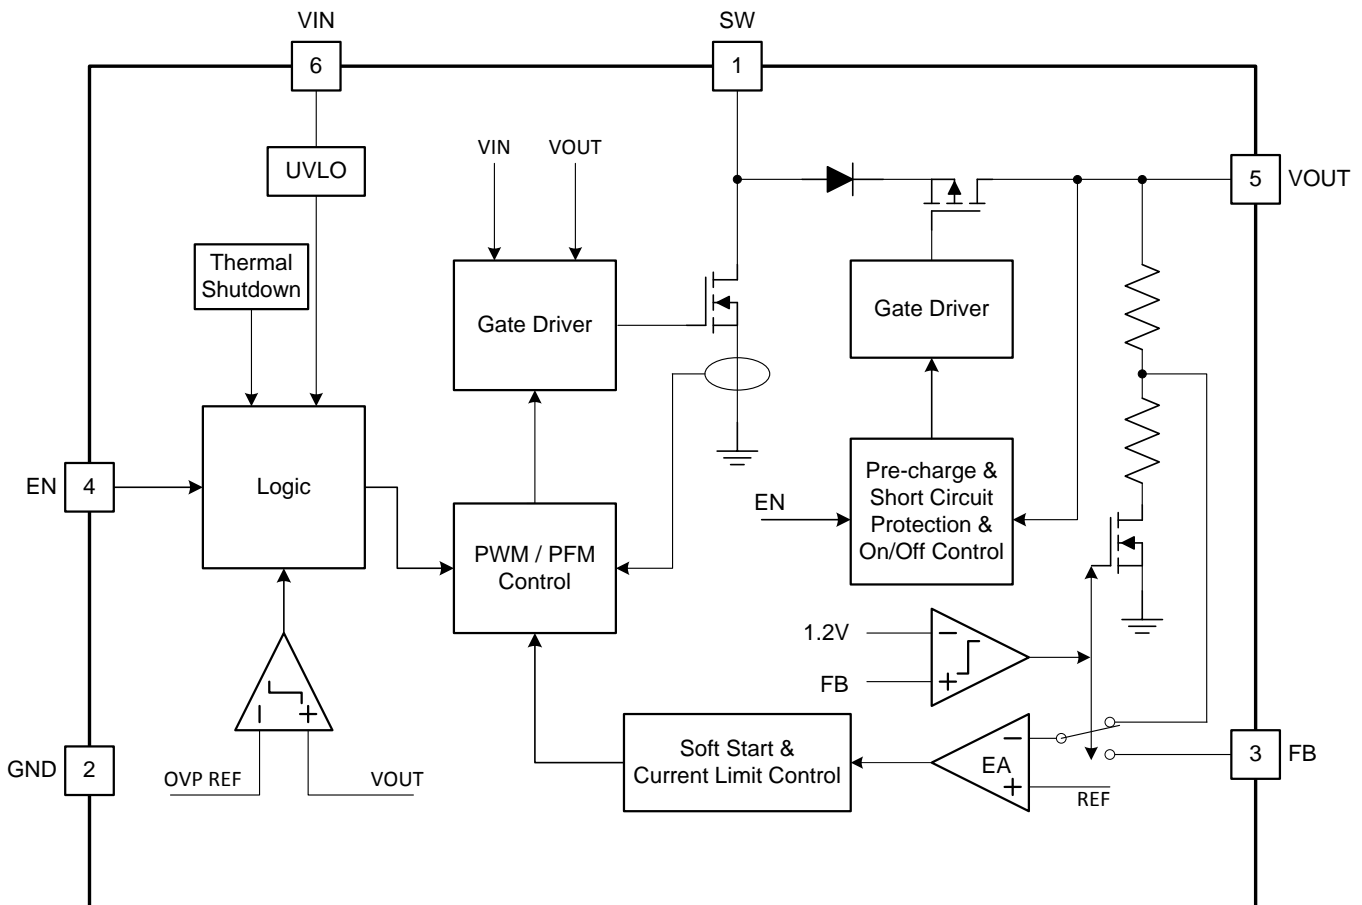 VIN
SW
6
1
UVLO
VIN
VOUT
5
VOUT
Thermal
Shutdown
Gate Driver
Gate Driver
EN
4
Logic
Pre-charge &
Short Circuit
Protection &
On/Off Control
EN
PWM / PFM
Control
1.2V
FB
GND
2
OVP REF
VOUT
Soft Start &
Current Limit Control
EA
REF
3
FB